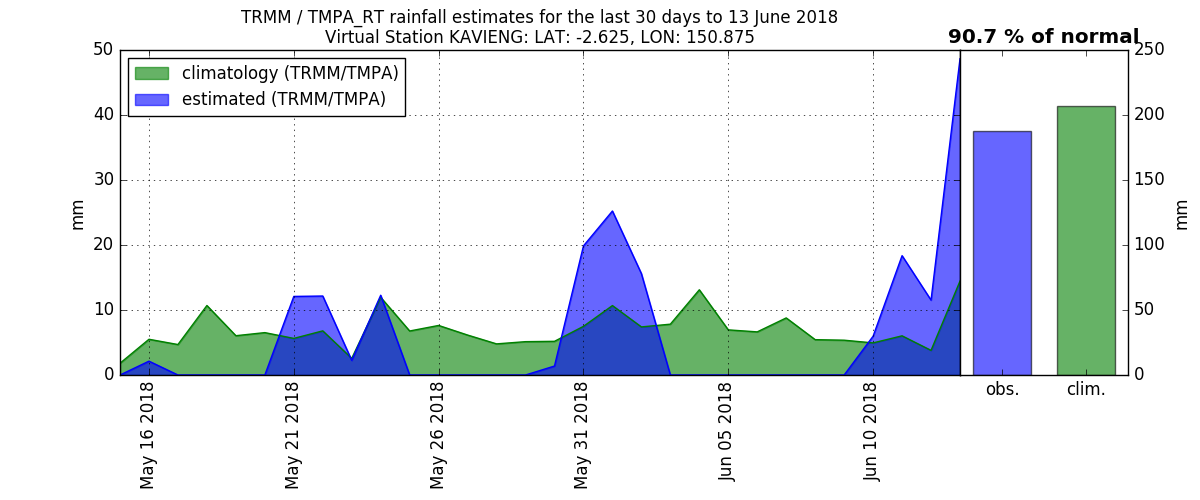 TRMM / TMPA_RT rainfall estimates for the last 30 days to 13 June 2018
Virtual Station KAVIENG: LAT: -2.625, LON: 150.875
90.7 % of normal
climatology (TRMM/TMPA)
estimated (TRMM/TMPA)
50
40
30
20
10
0
mm
250
200
150
100
50
0
mm
May 16 2018
May 21 2018
May 26 2018
May 31 2018
Jun 05 2018
Jun 10 2018
obs.
clim.